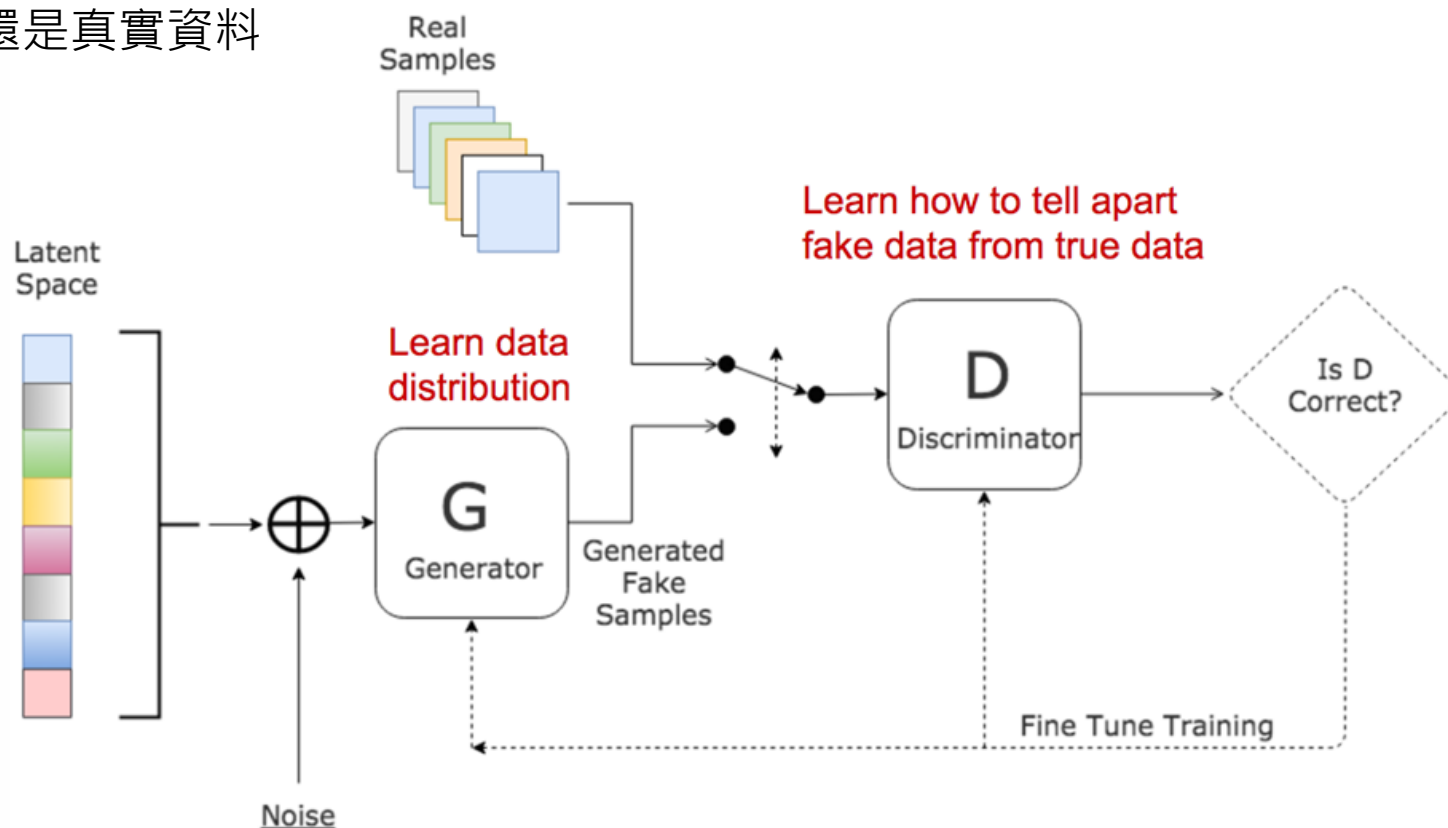 還是真實資料
Real
Samples
Learn how to tell apart
fake data from true data
Latent
Space
Learn data
distribution
D
Discriminator
Is D
Correct?
G
Generator
Generated
Fake
Samples
Fine Tune Training
Noise